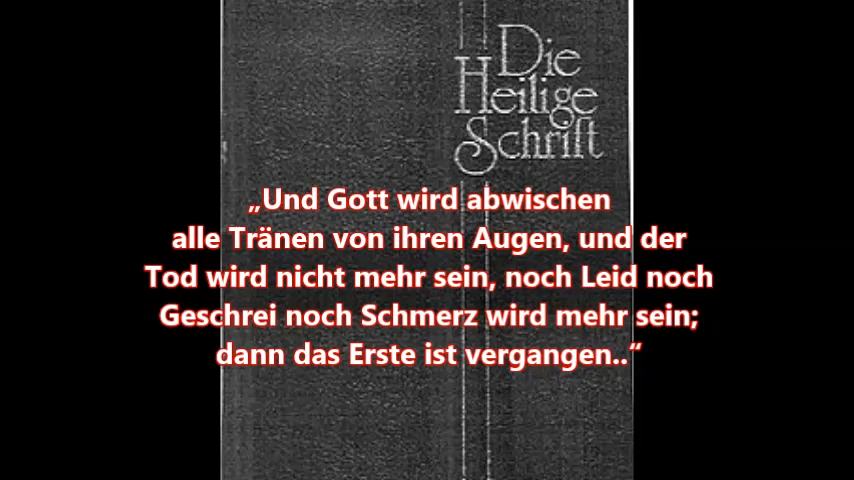 Die
Heilige
Schrift
„Und Gott wird abwischen
alle Tränen von ihren Augen, und der
Tod wird nicht mehr sein, noch Leid noch
Geschrei noch Schmerz wird mehr sein;
dann das Erste ist vergangen..“